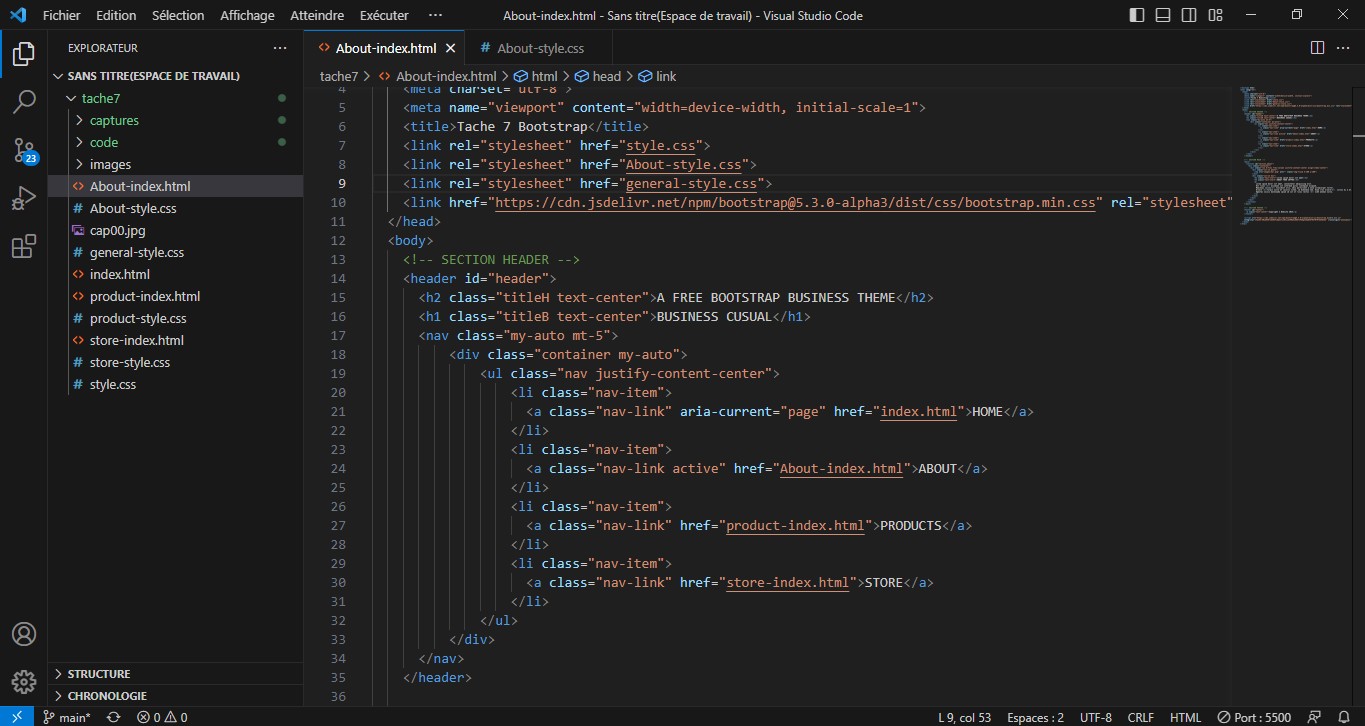 Fichier Edition Sélection Affichage Atteindre Exécuter ··· About-index.html - Sans titre(Espace de travail) - Visual Studio Code
EXPLORATEUR ···
SANS TITRE(ESPACE DE TRAVAIL)
tache7
captures
code
images
About-index.html
About-style.css
cap00.jpg
general-style.css
index.html
product-index.html
product-style.css
store-index.html
store-style.css
style.css
STRUCTURE
CHRONOLOGIE
23
About-index.html # About-style.css
tache7 > About-index.html > html > head > link
4 <meta charset="utf-8">
5 <meta name="viewport" content="width=device-width, initial-scale=1">
6 <title>Tache 7 Bootstrap</title>
7 <link rel="stylesheet" href="style.css">
8 <link rel="stylesheet" href="About-style.css">
9 <link rel="stylesheet" href="general-style.css">
10 <link href="https://cdn.jsdelivr.net/npm/bootstrap@5.3.0-alpha3/dist/css/bootstrap.min.css" rel="stylesheet"
11 </head>
12 <body>
13 <!-- SECTION HEADER -->
14 <header id="header">
15 <h2 class="titleH text-center">A FREE BOOTSTRAP BUSINESS THEME</h2>
16 <h1 class="titleB text-center">BUSINESS CUSUAL</h1>
17 <nav class="my-auto mt-5">
18 <div class="container my-auto">
19 <ul class="nav justify-content-center">
20 <li class="nav-item">
21 <a class="nav-link" aria-current="page" href="index.html">HOME</a>
22 </li>
23 <li class="nav-item">
24 <a class="nav-link active" href="About-index.html">ABOUT</a>
25 </li>
26 <li class="nav-item">
27 <a class="nav-link" href="product-index.html">PRODUCTS</a>
28 </li>
29 <li class="nav-item">
30 <a class="nav-link" href="store-index.html">STORE</a>
31 </li>
32 </ul>
33 </div>
34 </nav>
35 </header>
36
main* 0 0 L 9, col 53 Espaces : 2 UTF-8 CRLF HTML Port : 5500